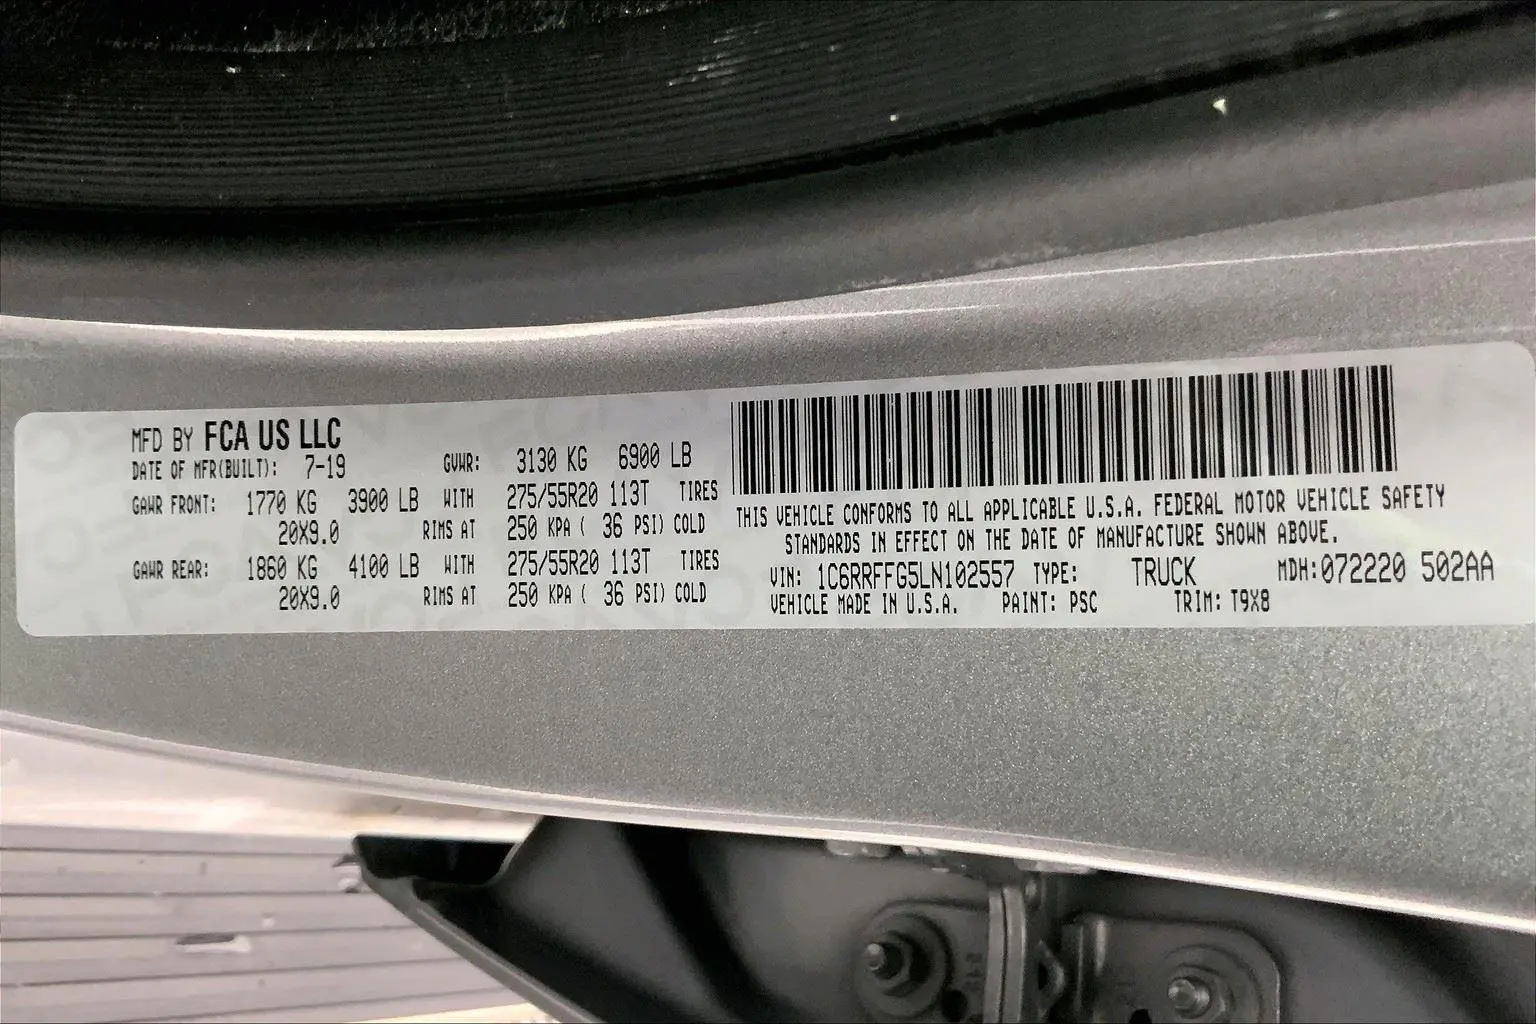 MFD BY FCA US LLC
DATE OF MFR(BUILT): 7-19 GVWR: 3130 KG 6900 LB
GAWR FRONT: 1770 KG 3900 LB WITH 275/55R20 113T TIRES
20X9.0 RIMS AT 250 KPA ( 36 PSI) COLD
GAWR REAR: 1860 KG 4100 LB WITH 275/55R20 113T TIRES
20X9.0 RIMS AT 250 KPA ( 36 PSI) COLD
THIS VEHICLE CONFORMS TO ALL APPLICABLE U.S.A. FEDERAL MOTOR VEHICLE SAFETY
STANDARDS IN EFFECT ON THE DATE OF MANUFACTURE SHOWN ABOVE.
VIN: 1C6RRFFG5LN102557 TYPE: TRUCK MDH:072220 502AA
VEHICLE MADE IN U.S.A. PAINT: PSC TRIM: T9X8